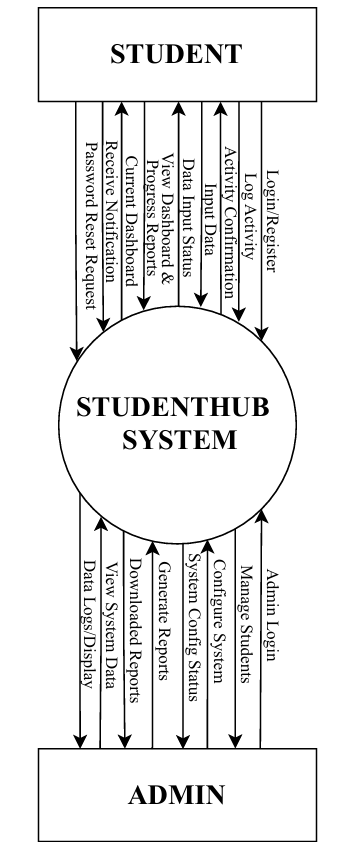 STUDENT
Password Reset Request
Receive Notification
Current Dashboard
View Dashboard &
Progress Reports
Data Input Status
Input Data
Activity Confirmation
Log Activity
Login/Register
STUDENTHUB
SYSTEM
Data Logs/Display
View System Data
Downloaded Reports
Generate Reports
System Config Status
Configure System
Manage Students
Admin Login
ADMIN